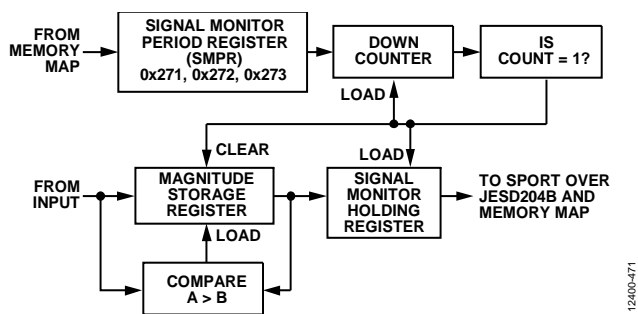 FROM
MEMORY
MAP
SIGNAL MONITOR
PERIOD REGISTER
(SMPR)
0x271, 0x272, 0x273
DOWN
COUNTER
IS
COUNT = 1?
LOAD
CLEAR
LOAD
FROM
INPUT
MAGNITUDE
STORAGE
REGISTER
SIGNAL
MONITOR
HOLDING
REGISTER
TO SPORT OVER
JESD204B AND
MEMORY MAP
LOAD
COMPARE
A > B
12400-471